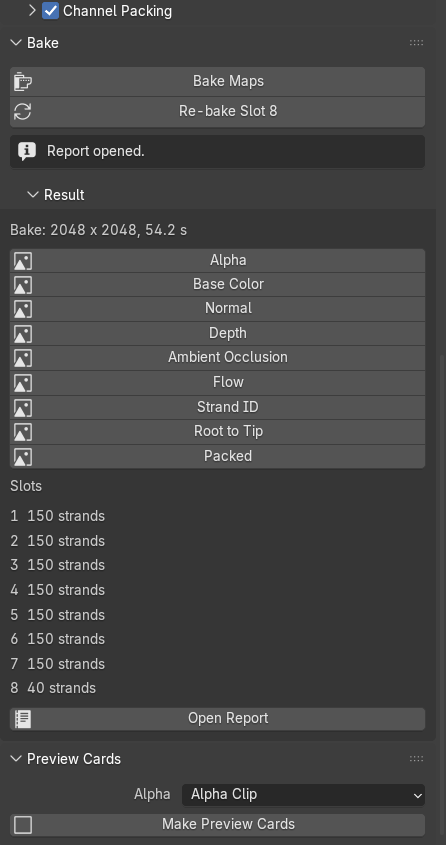 Channel Packing
Bake
Bake Maps
Re-bake Slot 8
Report opened.
Result
Bake: 2048 x 2048, 54.2 s
Alpha
Base Color
Normal
Depth
Ambient Occlusion
Flow
Strand ID
Root to Tip
Packed
Slots
1 150 strands
2 150 strands
3 150 strands
4 150 strands
5 150 strands
6 150 strands
7 150 strands
8 40 strands
Open Report
Preview Cards
Alpha Alpha Clip
Make Preview Cards